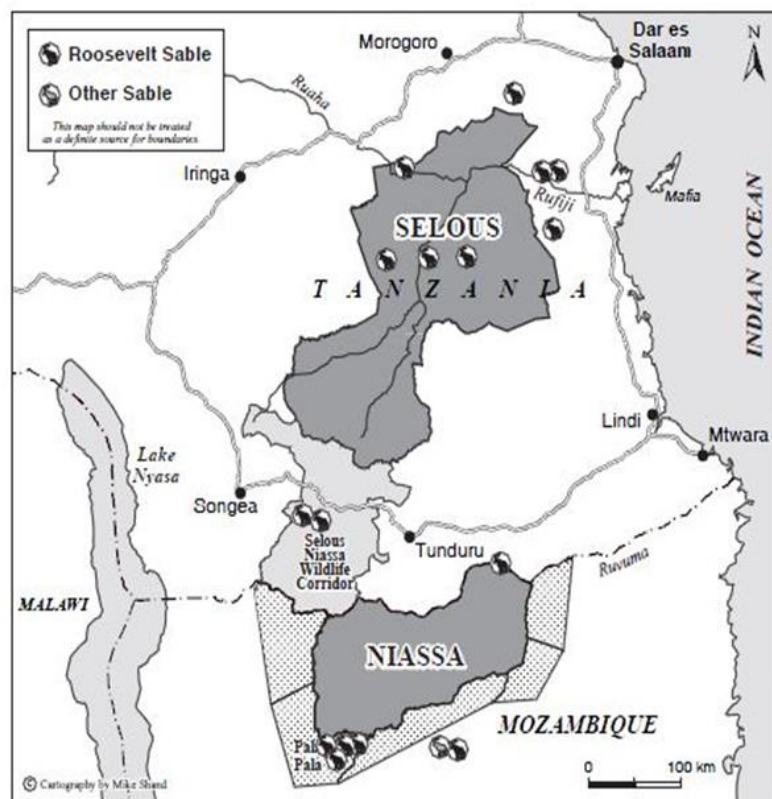 Roosevelt Sable
Other Sable
This map should not be treated
as a definite source for boundaries.
Morogoro
Dar es
Salaam
N
Ruaha
Iringa
Rufiji
Mafia
SELOUS
TANZANIA
INDIAN OCEAN
Lindi
Mtwara
Lake
Nyasa
Songea
Tunduru
Selous
Niassa
Wildlife
Corridor
Ruvuma
MALAWI
NIASSA
MOZAMBIQUE
Pali
Pala
0 100 km
© Cartography by Mike Shand